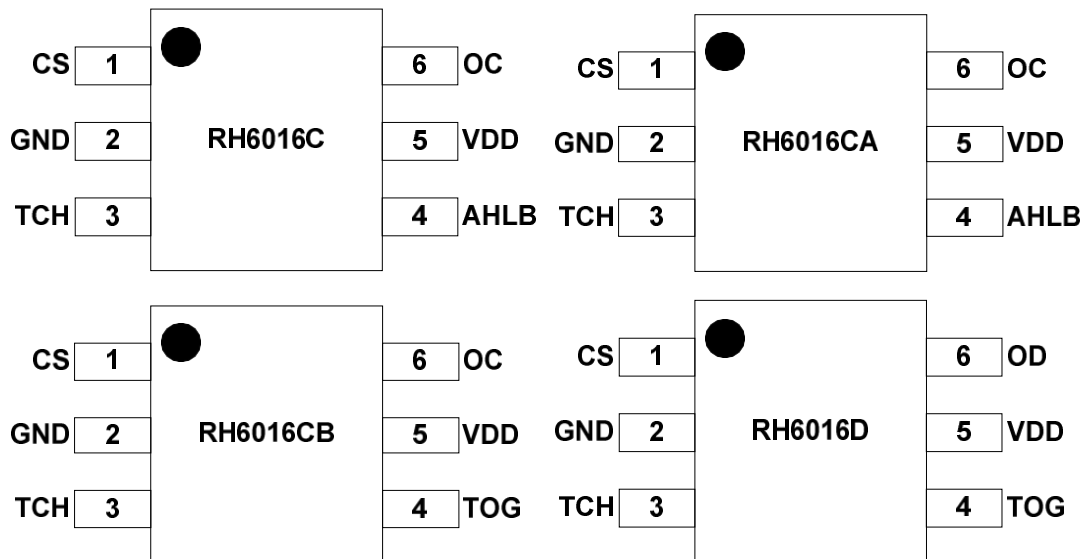 CS 1 6 OC
GND 2 RH6016C 5 VDD
TCH 3 4 AHLB
CS 1 6 OC
GND 2 RH6016CA 5 VDD
TCH 3 4 AHLB
CS 1 6 OC
GND 2 RH6016CB 5 VDD
TCH 3 4 TOG
CS 1 6 OD
GND 2 RH6016D 5 VDD
TCH 3 4 TOG